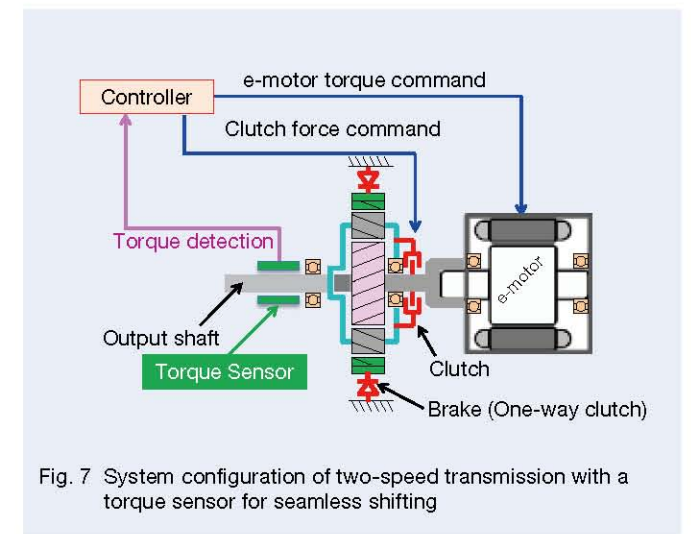 e-motor torque command
Controller
Clutch force command
Torque detection
e-motor
Output shaft
Clutch
Torque Sensor
Brake (One-way clutch)
Fig. 7 System configuration of two-speed transmission with a
torque sensor for seamless shifting